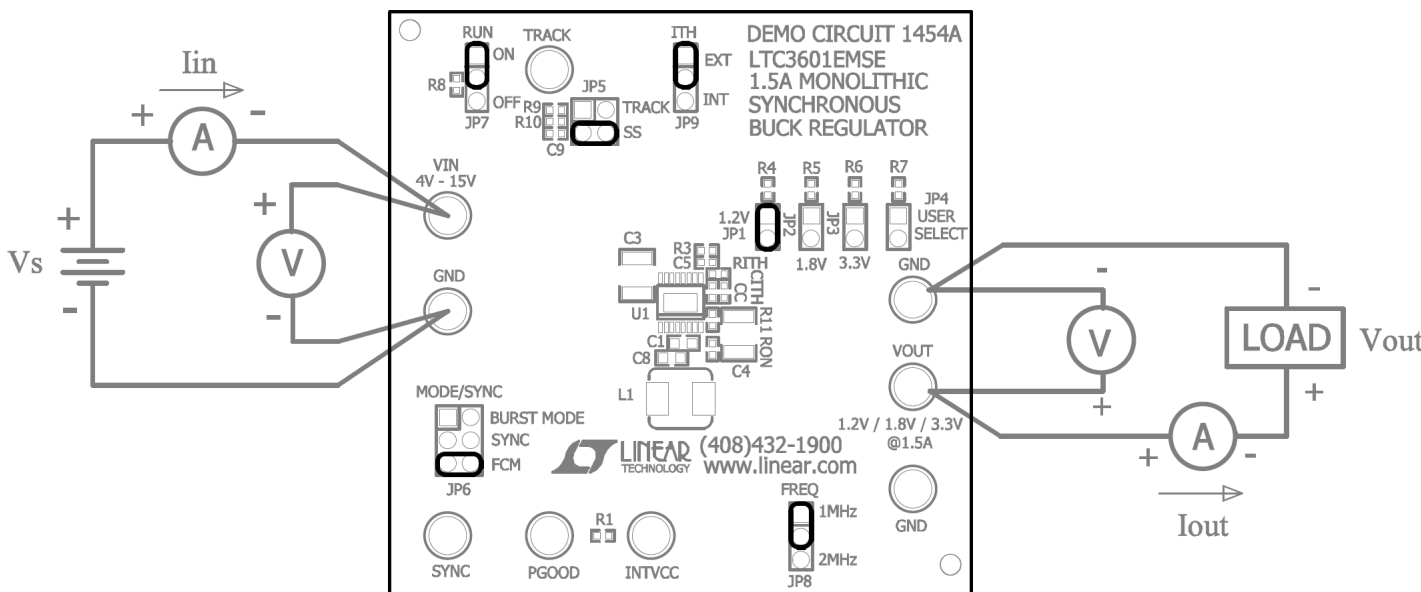 Iin
+
A
-
+
Vs
-
+
V
-
RUN
ON
R8
OFF
JP7
TRACK
JP5
R9
TRACK
R10
SS
C9
ITH
EXT
INT
JP9
DEMO CIRCUIT 1454A
LTC3601EMSE
1.5A MONOLITHIC
SYNCHRONOUS
BUCK REGULATOR
VIN
4V - 15V
GND
R4
R5
R6
R7
1.2V
JP1
JP2
JP3
JP4
USER
SELECT
1.8V
3.3V
C3
R3
C5
RITH
CITH
CC
U1
R11
RON
C1
C8
C4
L1
GND
VOUT
1.2V / 1.8V / 3.3V
@1.5A
GND
MODE/SYNC
BURST MODE
SYNC
FCM
JP6
LINEAR
TECHNOLOGY
(408)432-1900
www.linear.com
FREQ
1MHz
2MHz
JP8
SYNC
PGOOD
R1
INTVCC
-
V
+
-
LOAD
Vout
+
+
A
-
Iout